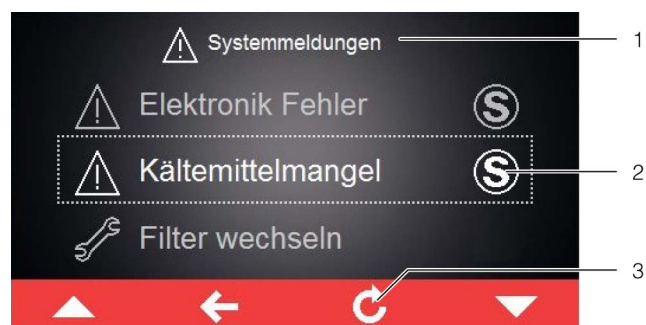 Systemmeldungen
1
Elektronik Fehler S
Kältemittelmangel S
2
Filter wechseln
3